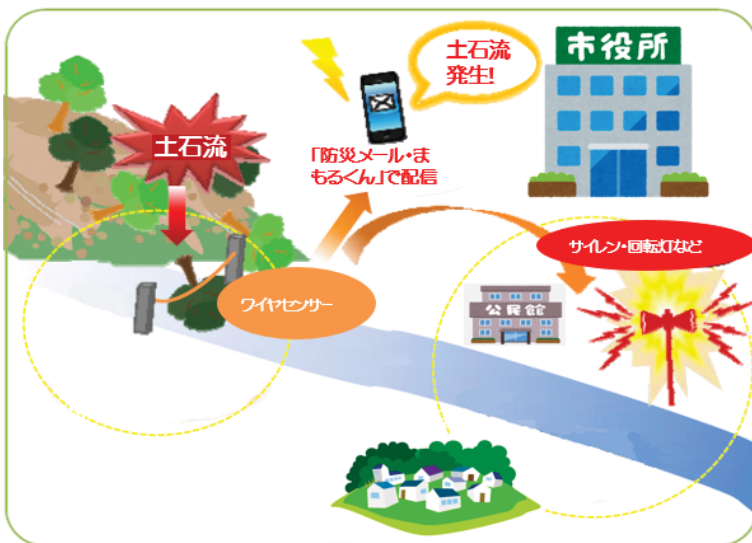 土石流
発生!
市役所
土石流
「防災メール・ま
もるくん」で配信
サイレン・回転灯など
ワイヤセンサー
公民館